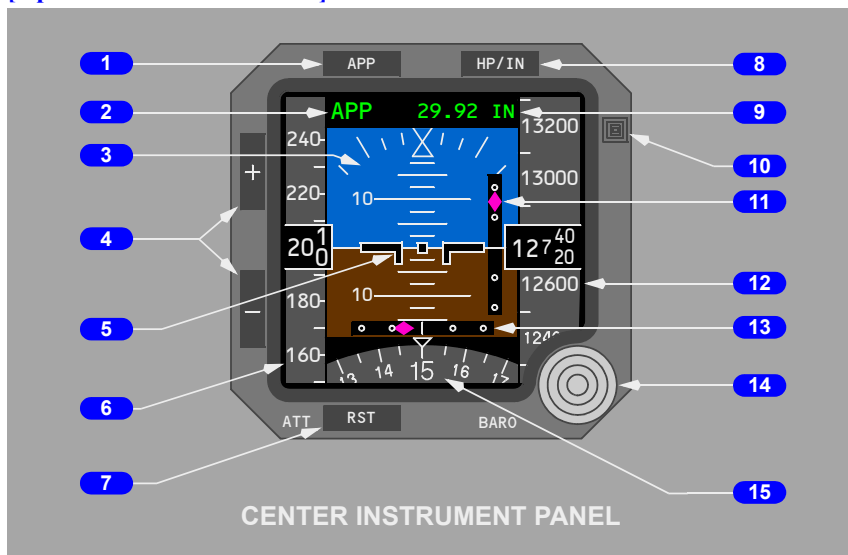 1 APP HP/IN 8
2 APP 29.92 IN 9
3 240 13200
+ 10
220 10 13000 11
4 20 1 0 127 40 20
− 180 10 12600 12
5 13
160 124
6 13 14 15 16 17 14
ATT RST BARO
7 15
CENTER INSTRUMENT PANEL